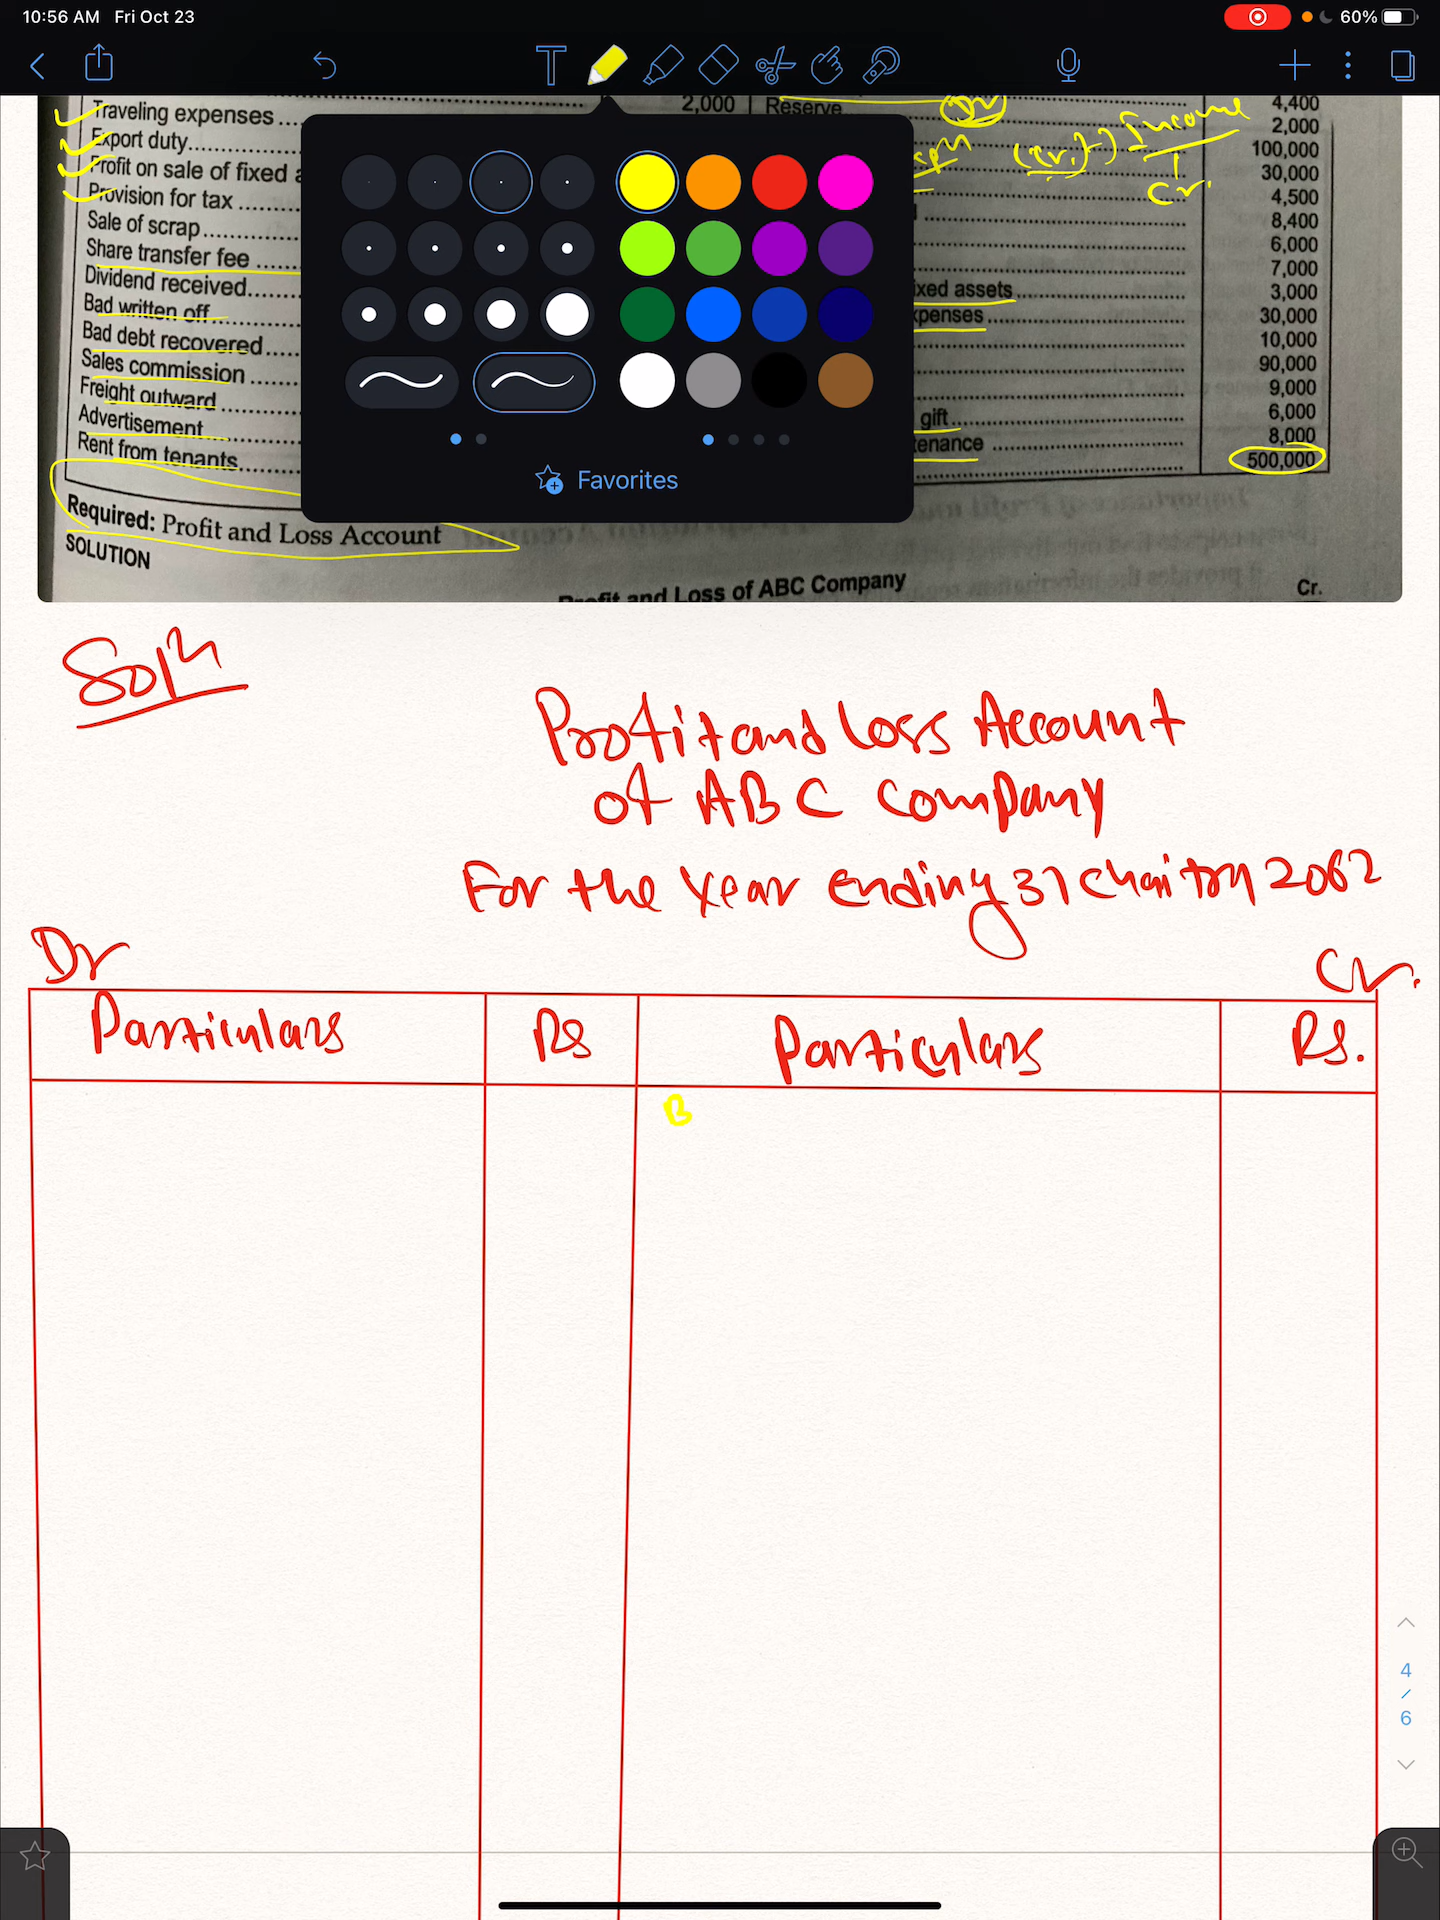 10:56 AM Fri Oct 23
60%
T
Traveling expenses 2,000 Reserve 4,400
Export duty 2,000
Profit on sale of fixed a 100,000
Provision for tax 30,000
Sale of scrap 4,500
Share transfer fee 8,400
Dividend received 6,000
Bad written off 7,000
Bad debt recovered xed assets 3,000
Sales commission penses 30,000
Freight outward 10,000
Advertisement 90,000
Rent from tenants 9,000
gift 6,000
enance 8,000
500,000
(cr.) Income
Cr.
Favorites
Required: Profit and Loss Account
SOLUTION
Profit and Loss of ABC Company
Cr.
Soln
Profit and Loss Account
of ABC Company
For the Year Ending 31 Chaitra 2062
Dr Cr.
Particulars Rs Particulars Rs.
B
4
/
6